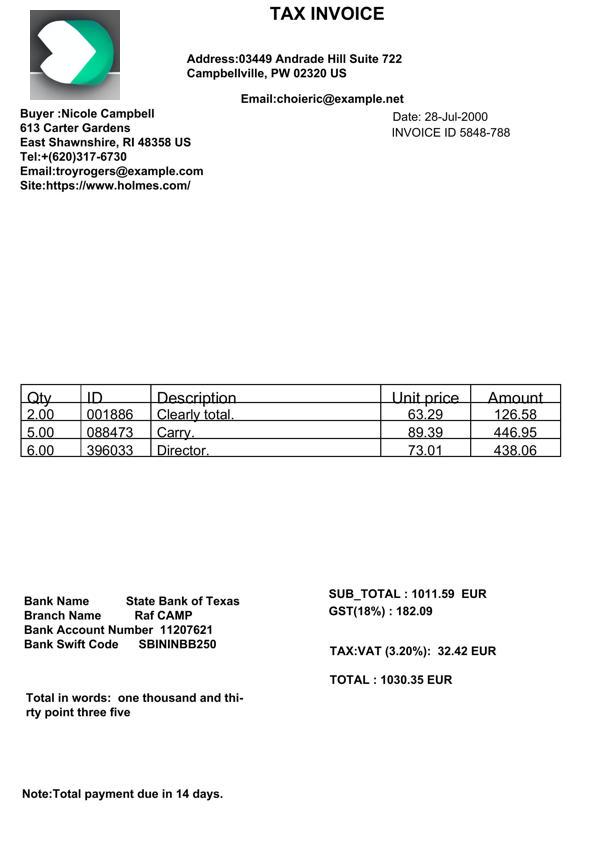 TAX INVOICE
Address:03449 Andrade Hill Suite 722
Campbellville, PW 02320 US
Email:choieric@example.net
Buyer :Nicole Campbell
613 Carter Gardens
East Shawnshire, RI 48358 US
Tel:+(620)317-6730
Email:troyrogers@example.com
Site:https://www.holmes.com/
Date: 28-Jul-2000
INVOICE ID 5848-788
Qty ID Description Unit price Amount
2.00 001886 Clearly total. 63.29 126.58
5.00 088473 Carry. 89.39 446.95
6.00 396033 Director. 73.01 438.06
Bank Name State Bank of Texas
Branch Name Raf CAMP
Bank Account Number 11207621
Bank Swift Code SBININBB250
SUB_TOTAL : 1011.59 EUR
GST(18%) : 182.09
TAX:VAT (3.20%): 32.42 EUR
TOTAL : 1030.35 EUR
Total in words: one thousand and thi-
rty point three five
Note:Total payment due in 14 days.